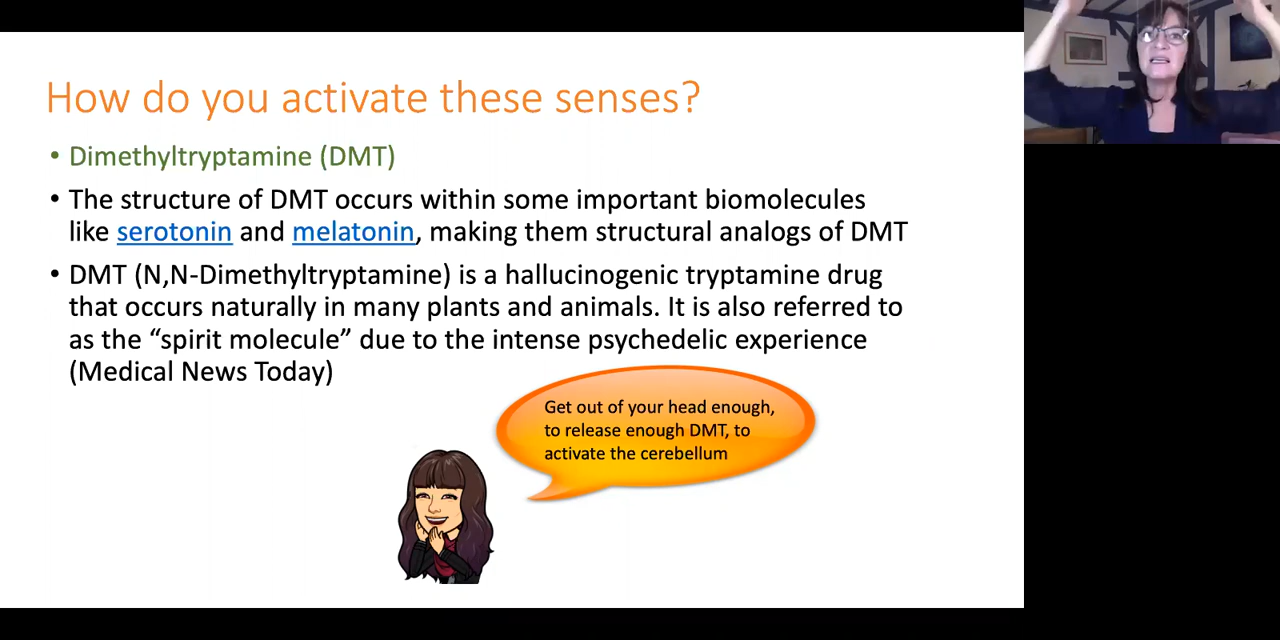 How do you activate these senses?
• Dimethyltryptamine (DMT)
• The structure of DMT occurs within some important biomolecules
like serotonin and melatonin, making them structural analogs of DMT
• DMT (N,N-Dimethyltryptamine) is a hallucinogenic tryptamine drug
that occurs naturally in many plants and animals. It is also referred to
as the “spirit molecule” due to the intense psychedelic experience
(Medical News Today)
Get out of your head enough,
to release enough DMT, to
activate the cerebellum